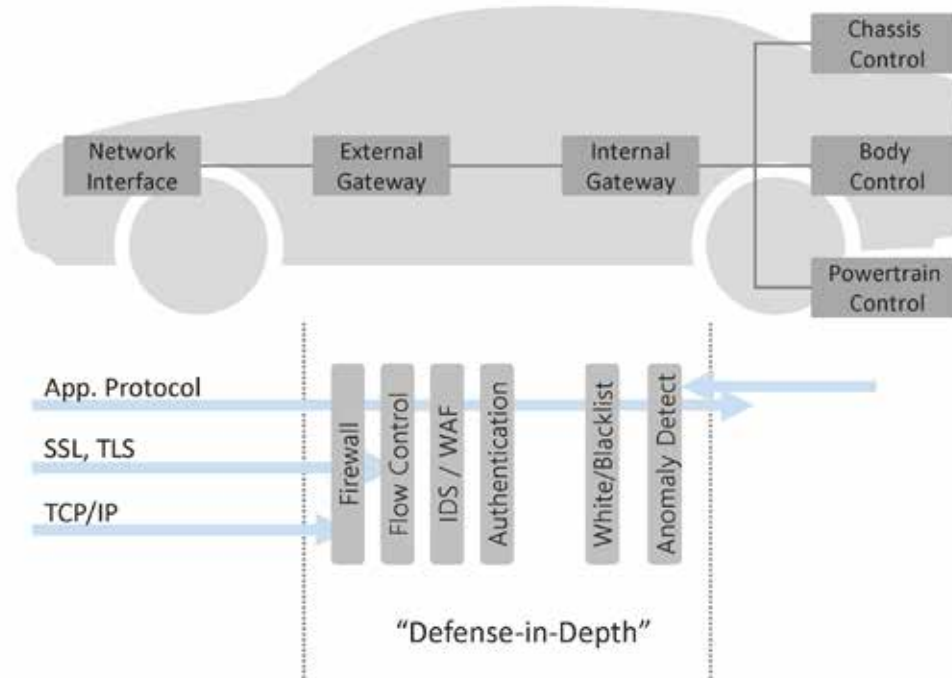 Chassis
Control
Network
Interface
External
Gateway
Internal
Gateway
Body
Control
Powertrain
Control
App. Protocol
SSL, TLS
TCP/IP
Firewall
Flow Control
IDS / WAF
Authentication
White/Blacklist
Anomaly Detect
“Defense-in-Depth”